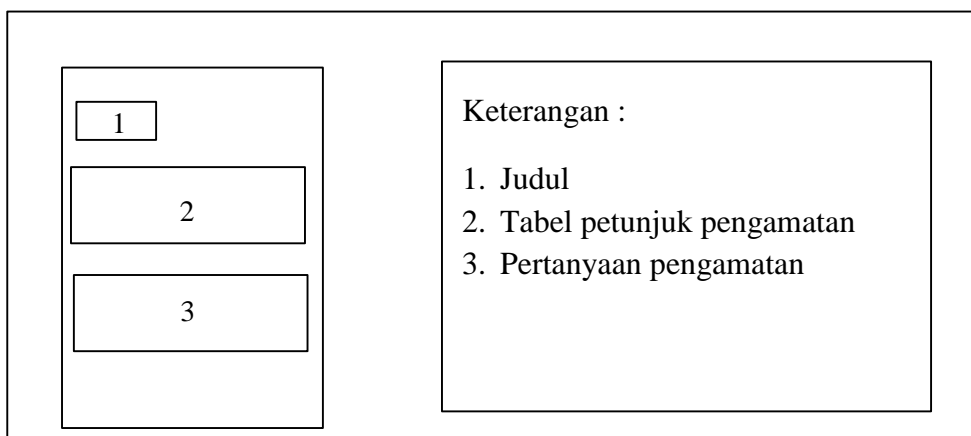 1
2
3
Keterangan :
1. Judul
2. Tabel petunjuk pengamatan
3. Pertanyaan pengamatan